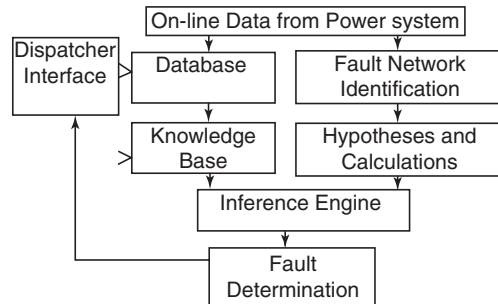 On-line Data from Power system
Dispatcher
Interface
Database
Fault Network
Identification
Knowledge
Base
Hypotheses and
Calculations
Inference Engine
Fault
Determination